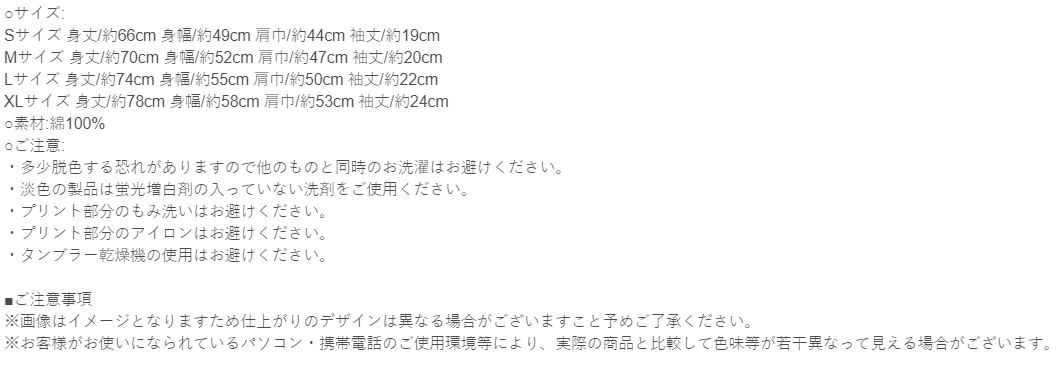 ○サイズ:
Sサイズ 身丈/約66cm 身幅/約49cm 肩巾/約44cm 袖丈/約19cm
Mサイズ 身丈/約70cm 身幅/約52cm 肩巾/約47cm 袖丈/約20cm
Lサイズ 身丈/約74cm 身幅/約55cm 肩巾/約50cm 袖丈/約22cm
XLサイズ 身丈/約78cm 身幅/約58cm 肩巾/約53cm 袖丈/約24cm
○素材:綿100%
○ご注意:
・多少脱色する恐れがありますので他のものと同時のお洗濯はお避けください。
・淡色の製品は蛍光増白剤の入っていない洗剤をご使用ください。
・プリント部分のもみ洗いはお避けください。
・プリント部分のアイロンはお避けください。
・タンブラー乾燥機の使用はお避けください。
■ご注意事項
※画像はイメージとなりますため仕上がりのデザインは異なる場合がございますこと予めご了承ください。
※お客様がお使いになられているパソコン・携帯電話のご使用環境等により、実際の商品と比較して色味等が若干異なって見える場合がございます。